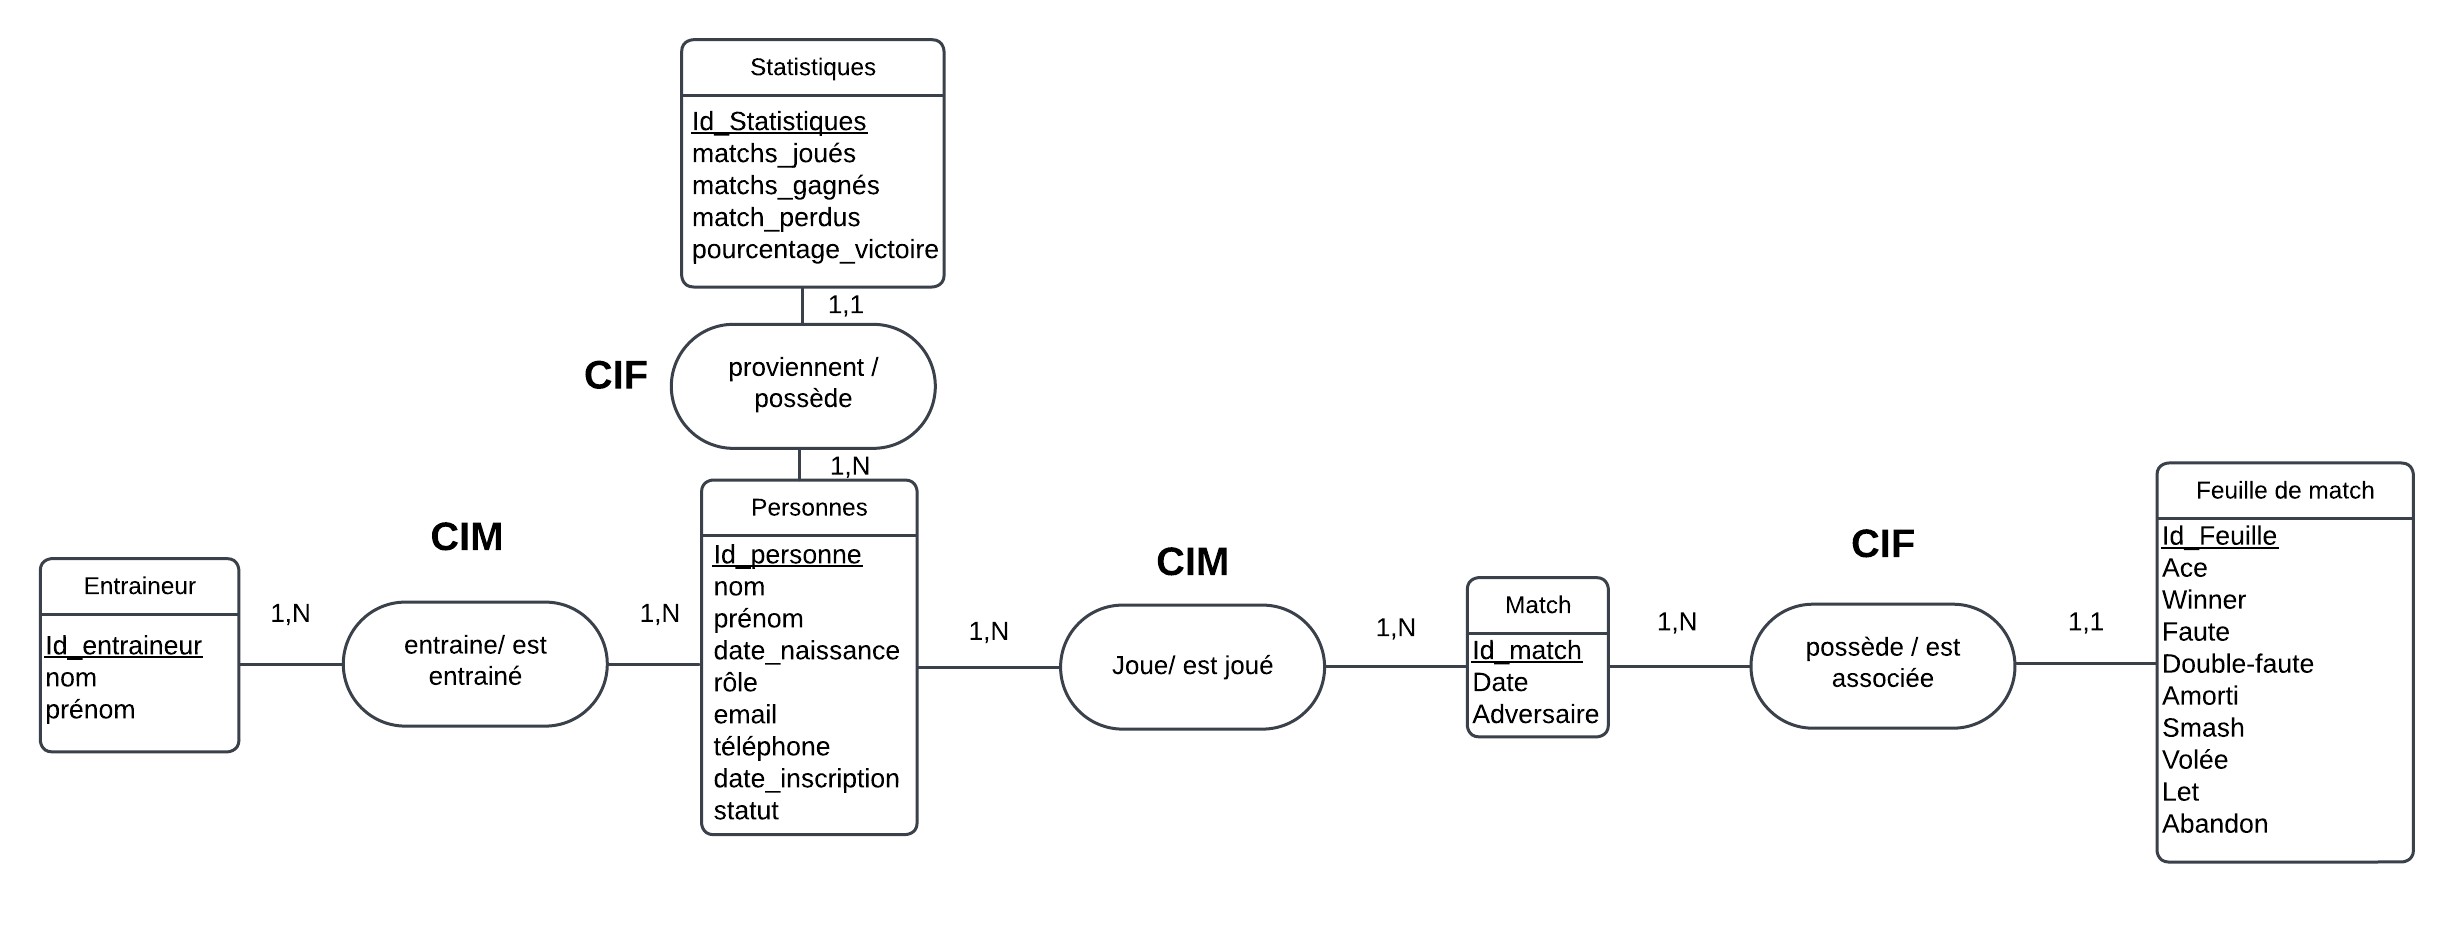 Statistiques
Id_Statistiques
matchs_joués
matchs_gagnés
match_perdus
pourcentage_victoire
1,1
CIF
proviennent /
possède
1,N
Entraineur
Id_entraineur
nom
prénom
1,N
CIM
entraine/ est
entrainé
1,N
Personnes
Id_personne
nom
prénom
date_naissance
rôle
email
téléphone
date_inscription
statut
1,N
CIM
Joue/ est joué
1,N
Match
Id_match
Date
Adversaire
1,N
CIF
possède / est
associée
1,1
Feuille de match
Id_Feuille
Ace
Winner
Faute
Double-faute
Amorti
Smash
Volée
Let
Abandon